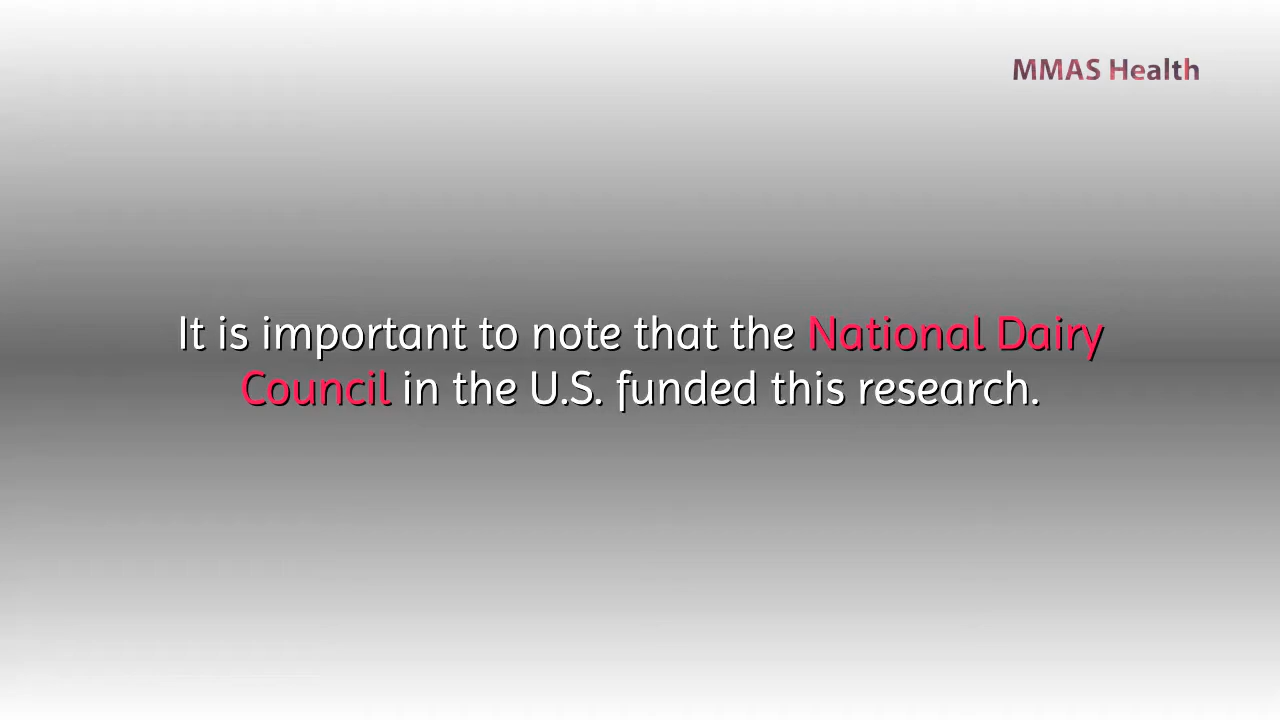 MMAS Health
It is important to note that the National Dairy
Council in the U.S. funded this research.